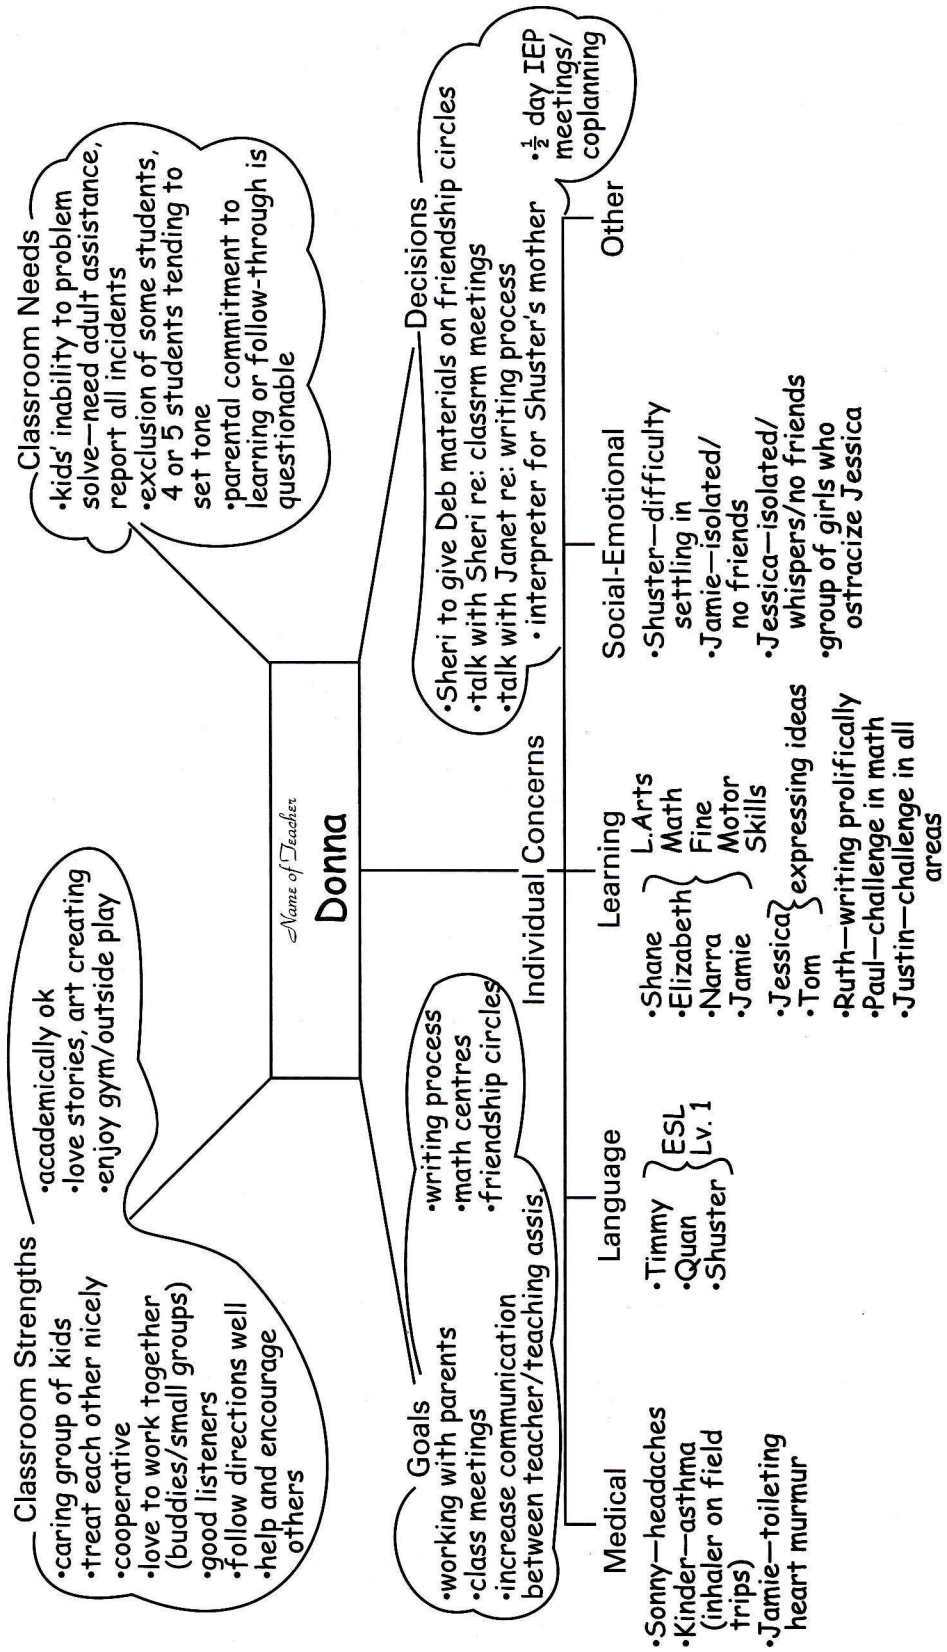 Classroom Strengths
•caring group of kids
•treat each other nicely
•cooperative
•love to work together
(buddies/small groups)
•good listeners
•follow directions well
•help and encourage
others
•academically ok
•love stories, art creating
•enjoy gym/outside play
Classroom Needs
•kids' inability to problem
solve—need adult assistance,
report all incidents
•exclusion of some students,
4 or 5 students tending to
set tone
•parental commitment to
learning or follow-through is
questionable
Name of Teacher
Donna
Goals
•working with parents
•class meetings
•increase communication
between teacher/teaching assis.
•writing process
•math centres
•friendship circles
Decisions
•Sheri to give Deb materials on friendship circles
•talk with Sheri re: classrm meetings
•talk with Janet re: writing process
•interpreter for Shuster's mother
•½ day IEP
meetings/
coplanning
Individual Concerns
Medical
•Sonny—headaches
•Kinder—asthma
(inhaler on field
trips)
•Jamie—toileting
heart murmur
Language
•Timmy
•Quan
•Shuster
ESL
Lv. 1
Learning
•Shane
•Elizabeth
•Narra
•Jamie
L.Arts
Math
Fine
Motor
Skills
•Jessica
•Tom
expressing ideas
•Ruth—writing prolifically
•Paul—challenge in math
•Justin—challenge in all
areas
Social-Emotional
•Shuster—difficulty
settling in
•Jamie—isolated/
no friends
•Jessica—isolated/
whispers/no friends
•group of girls who
ostracize Jessica
Other